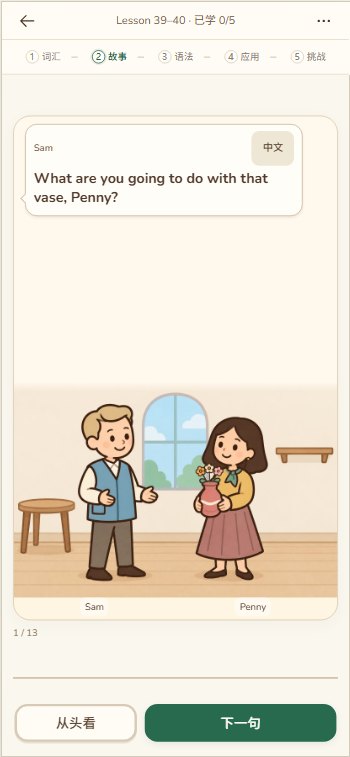 Lesson 39–40 · 已学 0/5
1 词汇 – 2 故事 – 3 语法 – 4 应用 – 5 挑战
Sam
中文
What are you going to do with that
vase, Penny?
Sam
Penny
1 / 13
从头看
下一句